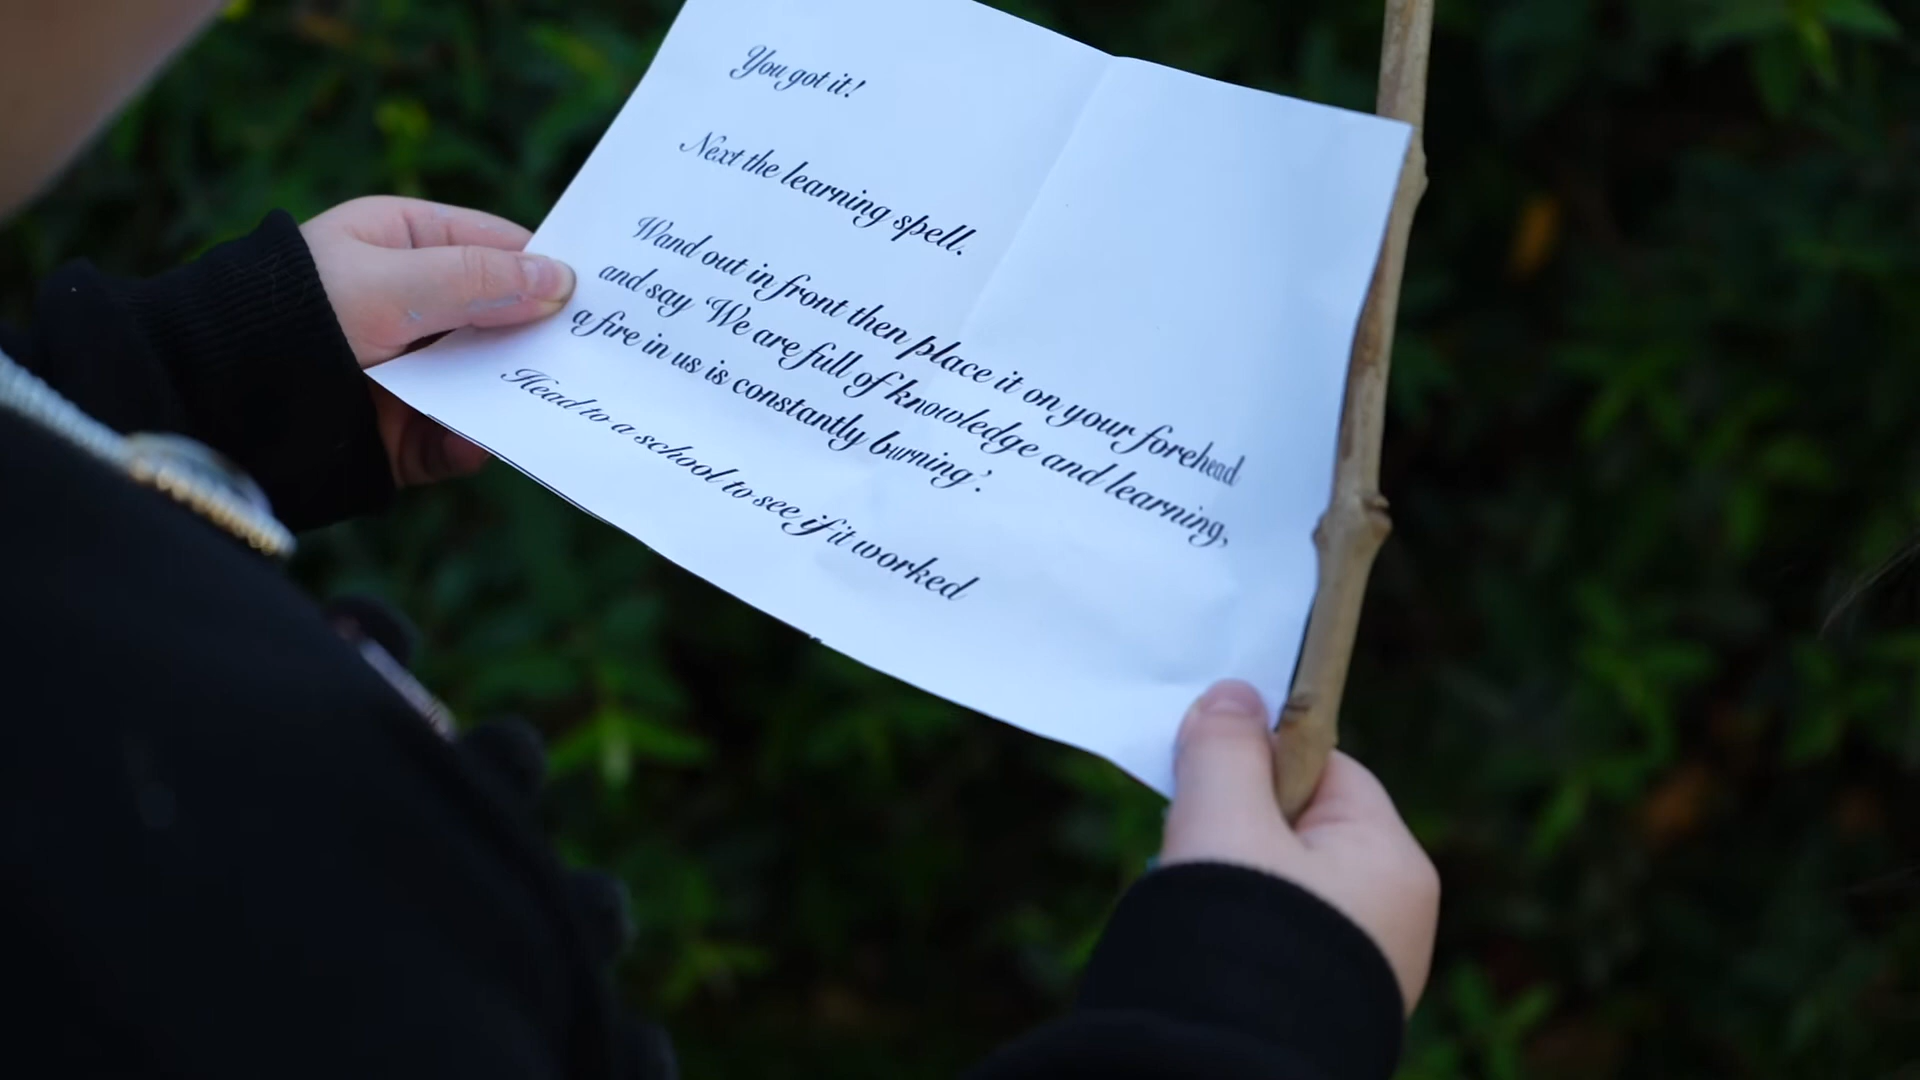 You got it!
Next the learning spell.
Wand out in front then place it on your forehead
and say ‘We are full of knowledge and learning,
a fire in us is constantly burning’.
Head to a school to see if it worked